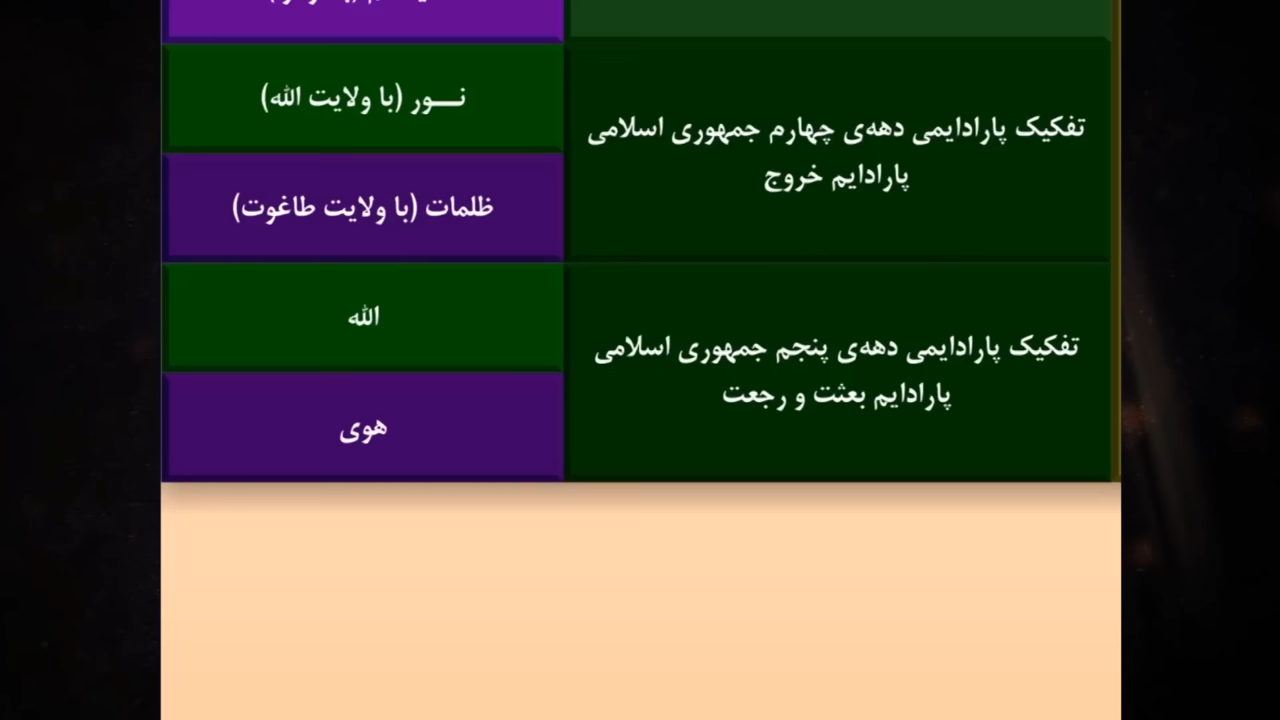 تفکیک پارادایمی دهه‌ی چهارم جمهوری اسلامی
پارادایم خروج
نـــور (با ولایت الله)
ظلمات (با ولایت طاغوت)
تفکیک پارادایمی دهه‌ی پنجم جمهوری اسلامی
پارادایم بعثت و رجعت
الله
هوی